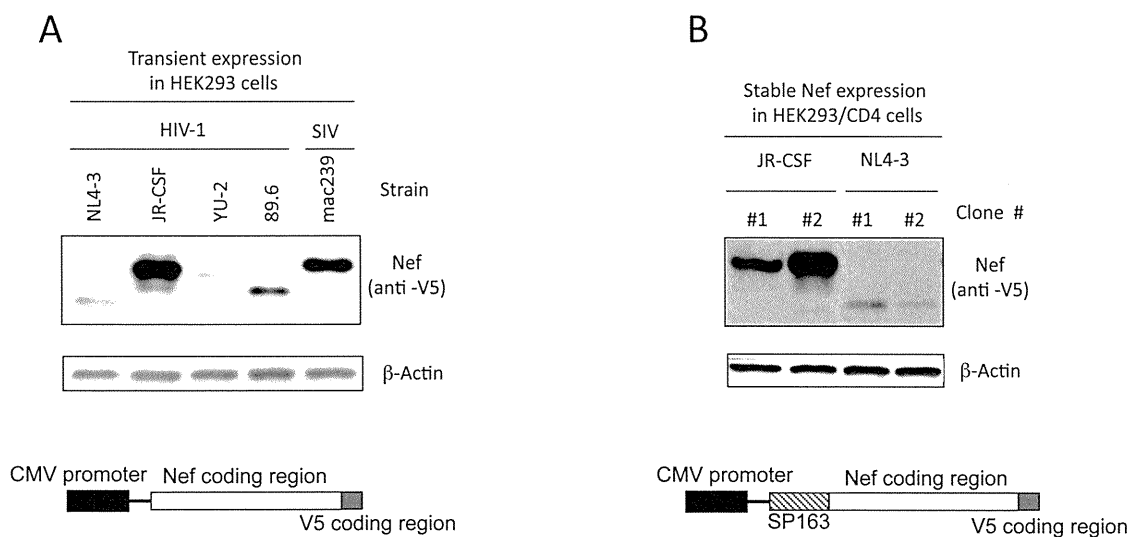 A
Transient expression
in HEK293 cells
HIV-1
SIV
NL4-3
JR-CSF
YU-2
89.6
mac239
Strain
Nef
(anti -V5)
β-Actin
CMV promoter
Nef coding region
V5 coding region
B
Stable Nef expression
in HEK293/CD4 cells
JR-CSF
NL4-3
#1
#2
#1
#2
Clone #
Nef
(anti -V5)
β-Actin
CMV promoter
Nef coding region
SP163
V5 coding region